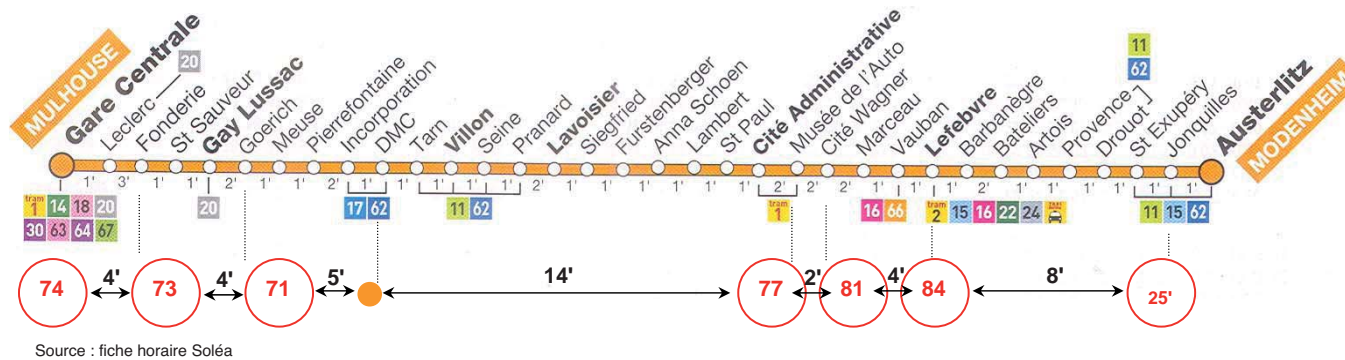 MULHOUSE
Gare Centrale
Leclerc
20
Fonderie
St Sauveur
Gay Lussac
Goerich
Meuse
Pierrefontaine
Incorporation
DMC
Tarn
Villon
Seine
Pranard
Lavoisier
Siegfried
Furstenberger
Anna Schoen
Lambert
St Paul
Cité Administrative
Musée de l'Auto
Cité Wagner
Marceau
Vauban
Lefebvre
Barbanègre
Bateliers
Artois
Provence
Drouot
St Exupéry
11
62
Jonquilles
Austerlitz
MODENHEIM
1' 3' 1' 1' 2' 1' 1' 2' 1' 1' 1' 1' 1' 2' 1' 1' 1' 1' 1' 1' 2' 2' 2' 1' 1' 1' 2' 1' 1' 1' 1' 1' 1'
tram 1 14 18 20
30 63 64 67
20
17 62
11 62
tram 1
16 66
tram 2 15 16 22 24
11 15 62
74 4' 73 4' 71 5' 14' 77 2' 81 4' 84 8' 25'
Source : fiche horaire Soléa